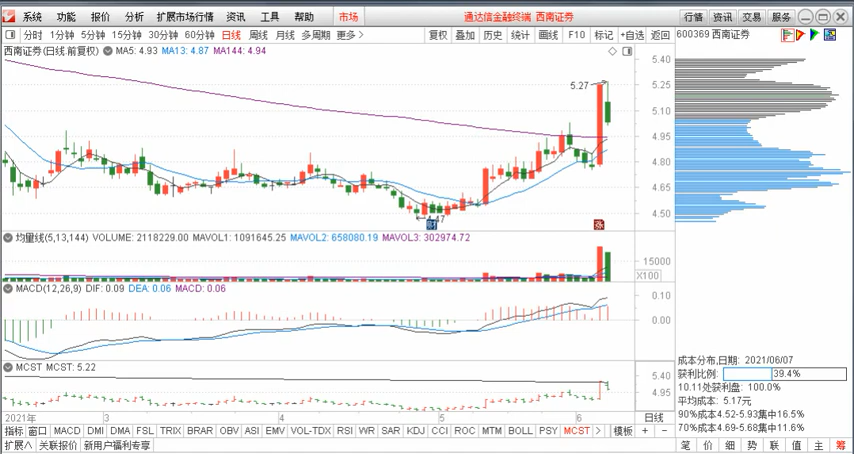 系统 功能 报价 分析 扩展市场行情 资讯 工具 帮助 市场 通达信金融终端 西南证券 行情 资讯 交易 服务
分时 1分钟 5分钟 15分钟 30分钟 60分钟 日线 周线 月线 多周期 更多> 复权 叠加 历史 统计 画线 F10 标记 +自选 返回 600369 西南证券
西南证券(日线.前复权) MA5: 4.93 MA13: 4.87 MA144: 4.94
5.40
5.27
5.25
5.10
4.95
4.80
4.65
4.50
财 涨
均量线(5,13,144) VOLUME: 2118229.00 MAVOL1: 1091645.25 MAVOL2: 658080.19 MAVOL3: 302974.72
15000
X100
MACD(12,26,9) DIF: 0.09 DEA: 0.06 MACD: 0.06
0.10
0.00
MCST MCST: 5.22
5.40
4.95
2021年 3 4 5 6 日线
指标 窗口 MACD DMI DMA FSL TRIX BRAR OBV ASI EMV VOL-TDX RSI WR SAR KDJ CCI ROC MTM BOLL PSY MCST > 模板 + -
扩展∧ 关联报价 新用户福利专享
成本分布,日期: 2021/06/07
获利比例: 39.4%
10.11处获利盘: 100.0%
平均成本: 5.17元
90%成本4.52-5.93集中16.5%
70%成本4.69-5.68集中11.6%
笔 价 细 势 联 值 主 筹